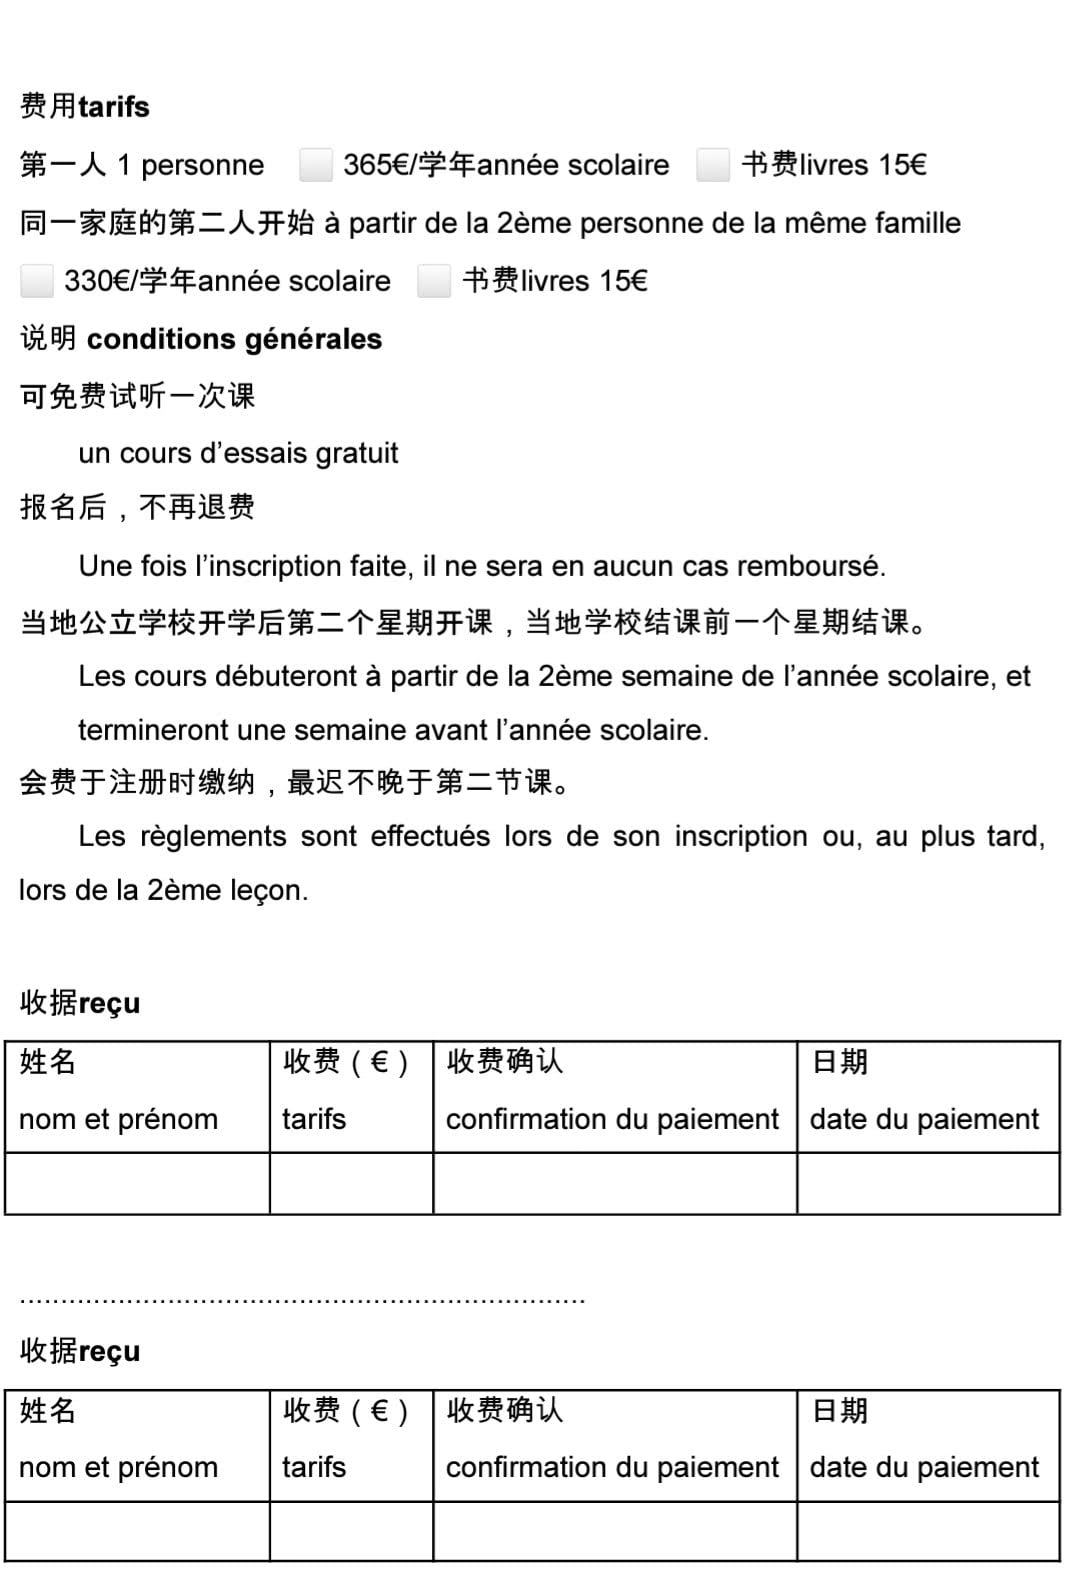 费用tarifs
第一人 1 personne 365€/学年année scolaire 书费livres 15€
同一家庭的第二人开始 à partir de la 2ème personne de la même famille
330€/学年année scolaire 书费livres 15€
说明 conditions générales
可免费试听一次课
un cours d’essais gratuit
报名后，不再退费
Une fois l’inscription faite, il ne sera en aucun cas remboursé.
当地公立学校开学后第二个星期开课，当地学校结课前一个星期结课。
Les cours débuteront à partir de la 2ème semaine de l’année scolaire, et
termineront une semaine avant l’année scolaire.
会费于注册时缴纳，最迟不晚于第二节课。
Les règlements sont effectués lors de son inscription ou, au plus tard,
lors de la 2ème leçon.
收据reçu
姓名 收费（€） 收费确认 日期
nom et prénom tarifs confirmation du paiement date du paiement
.....................................................................
收据reçu
姓名 收费（€） 收费确认 日期
nom et prénom tarifs confirmation du paiement date du paiement